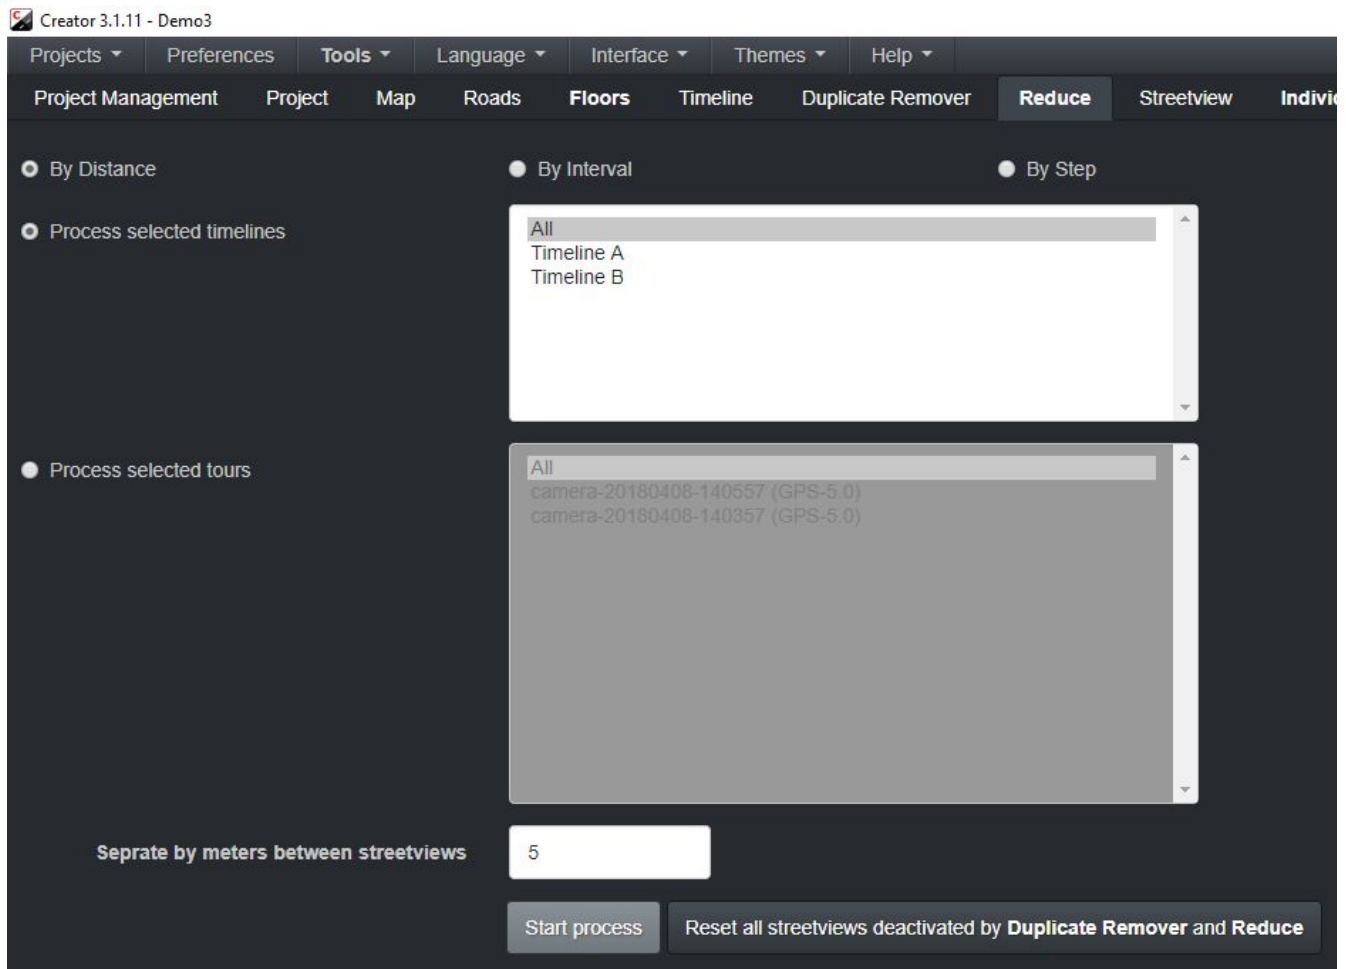 Creator 3.1.11 - Demo3
Projects Preferences Tools Language Interface Themes Help
Project Management Project Map Roads Floors Timeline Duplicate Remover Reduce Streetview Individ
By Distance By Interval By Step
Process selected timelines
All
Timeline A
Timeline B
Process selected tours
All
camera-20180408-140557 (GPS-5.0)
camera-20180408-140357 (GPS-5.0)
Seprate by meters between streetviews 5
Start process Reset all streetviews deactivated by Duplicate Remover and Reduce